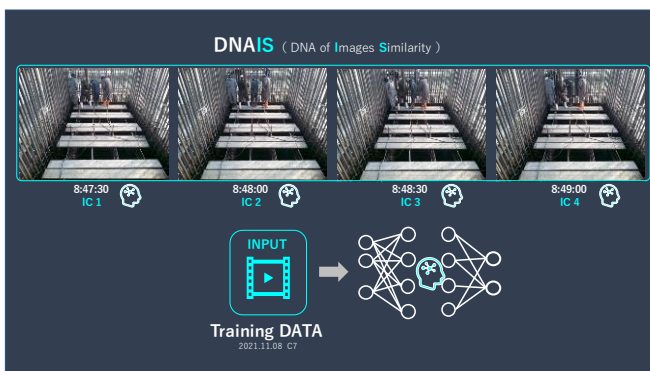 DNAIS ( DNA of Images Similarity )
8:47:30
IC 1
8:48:00
IC 2
8:48:30
IC 3
8:49:00
IC 4
INPUT
Training DATA
2021.11.08 C7